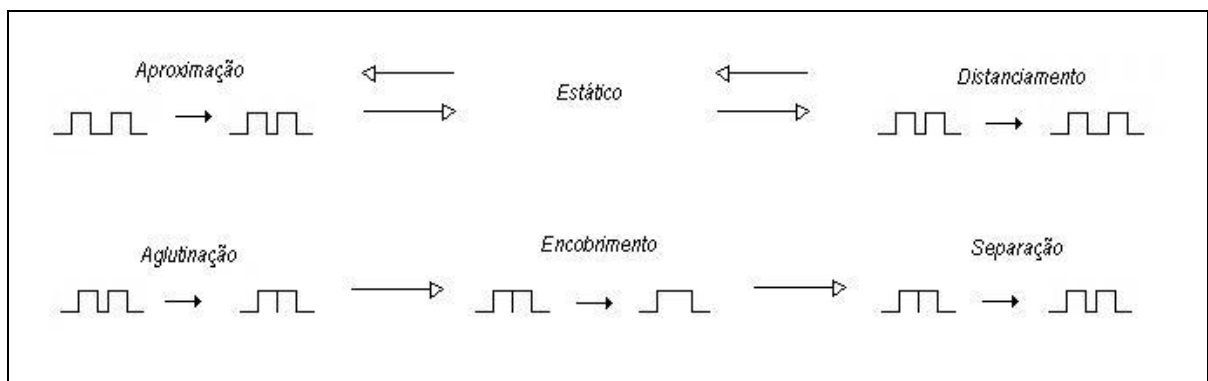 Aproximação
Estático
Distanciamento
Aglutinação
Encobrimento
Separação